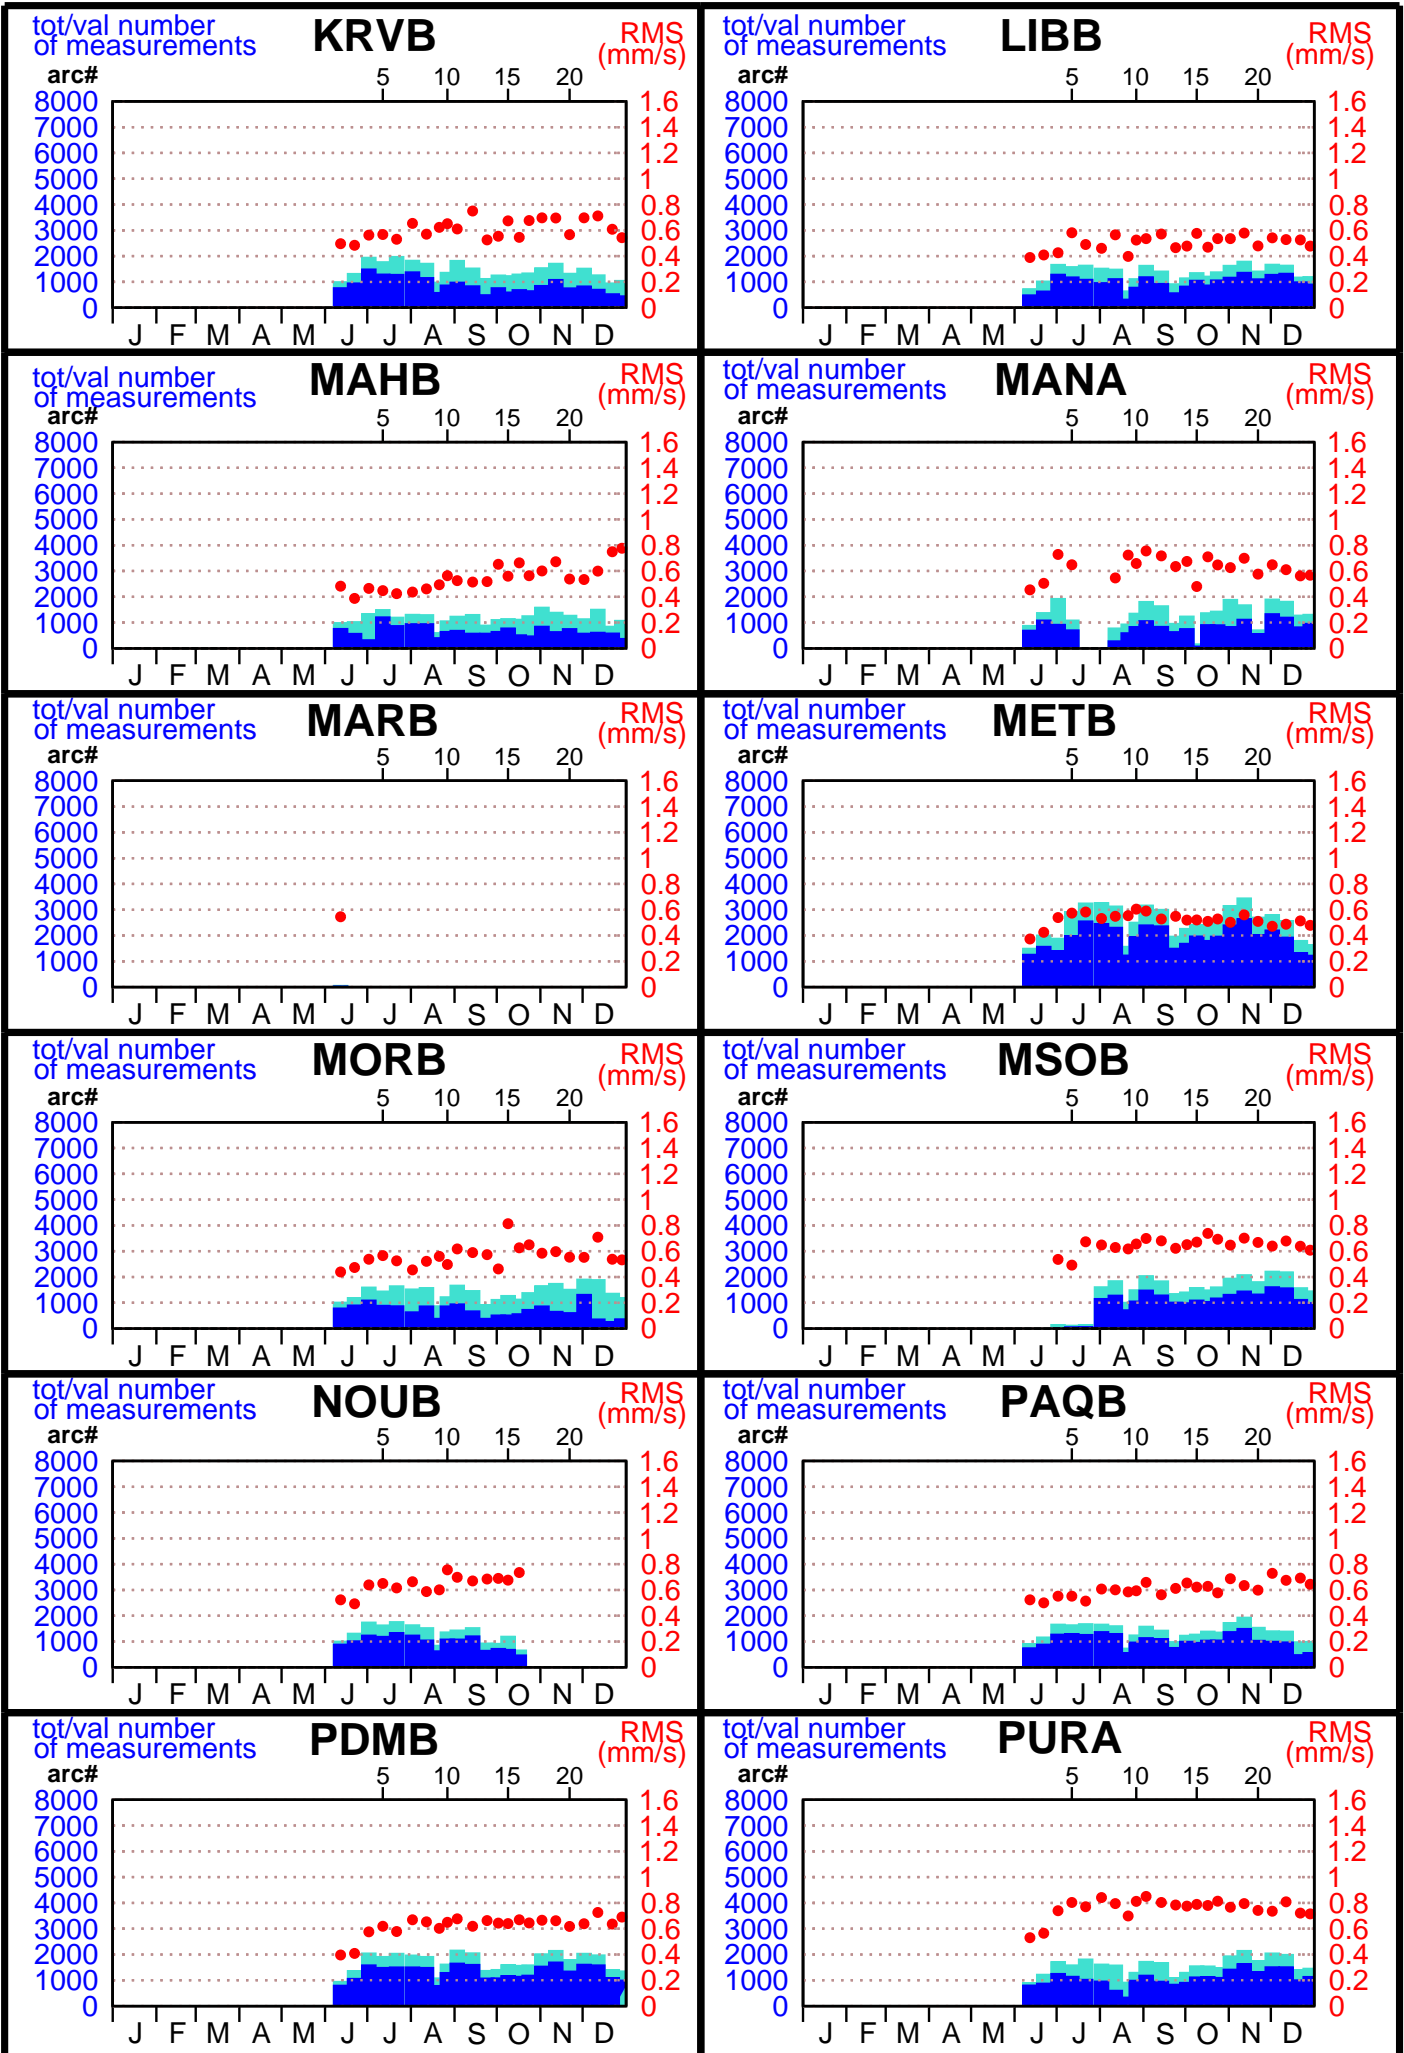 tot/val number
of measurements
KRVB
RMS
(mm/s)
arc#
5 10 15 20
8000 1.6
7000 1.4
6000 1.2
5000 1
4000 0.8
3000 0.6
2000 0.4
1000 0.2
0 0
J F M A M J J A S O N D
tot/val number
of measurements
LIBB
RMS
(mm/s)
arc#
5 10 15 20
8000 1.6
7000 1.4
6000 1.2
5000 1
4000 0.8
3000 0.6
2000 0.4
1000 0.2
0 0
J F M A M J J A S O N D
tot/val number
of measurements
MAHB
RMS
(mm/s)
arc#
5 10 15 20
8000 1.6
7000 1.4
6000 1.2
5000 1
4000 0.8
3000 0.6
2000 0.4
1000 0.2
0 0
J F M A M J J A S O N D
tot/val number
of measurements
MANA
RMS
(mm/s)
arc#
5 10 15 20
8000 1.6
7000 1.4
6000 1.2
5000 1
4000 0.8
3000 0.6
2000 0.4
1000 0.2
0 0
J F M A M J J A S O N D
tot/val number
of measurements
MARB
RMS
(mm/s)
arc#
5 10 15 20
8000 1.6
7000 1.4
6000 1.2
5000 1
4000 0.8
3000 0.6
2000 0.4
1000 0.2
0 0
J F M A M J J A S O N D
tot/val number
of measurements
METB
RMS
(mm/s)
arc#
5 10 15 20
8000 1.6
7000 1.4
6000 1.2
5000 1
4000 0.8
3000 0.6
2000 0.4
1000 0.2
0 0
J F M A M J J A S O N D
tot/val number
of measurements
MORB
RMS
(mm/s)
arc#
5 10 15 20
8000 1.6
7000 1.4
6000 1.2
5000 1
4000 0.8
3000 0.6
2000 0.4
1000 0.2
0 0
J F M A M J J A S O N D
tot/val number
of measurements
MSOB
RMS
(mm/s)
arc#
5 10 15 20
8000 1.6
7000 1.4
6000 1.2
5000 1
4000 0.8
3000 0.6
2000 0.4
1000 0.2
0 0
J F M A M J J A S O N D
tot/val number
of measurements
NOUB
RMS
(mm/s)
arc#
5 10 15 20
8000 1.6
7000 1.4
6000 1.2
5000 1
4000 0.8
3000 0.6
2000 0.4
1000 0.2
0 0
J F M A M J J A S O N D
tot/val number
of measurements
PAQB
RMS
(mm/s)
arc#
5 10 15 20
8000 1.6
7000 1.4
6000 1.2
5000 1
4000 0.8
3000 0.6
2000 0.4
1000 0.2
0 0
J F M A M J J A S O N D
tot/val number
of measurements
PDMB
RMS
(mm/s)
arc#
5 10 15 20
8000 1.6
7000 1.4
6000 1.2
5000 1
4000 0.8
3000 0.6
2000 0.4
1000 0.2
0 0
J F M A M J J A S O N D
tot/val number
of measurements
PURA
RMS
(mm/s)
arc#
5 10 15 20
8000 1.6
7000 1.4
6000 1.2
5000 1
4000 0.8
3000 0.6
2000 0.4
1000 0.2
0 0
J F M A M J J A S O N D